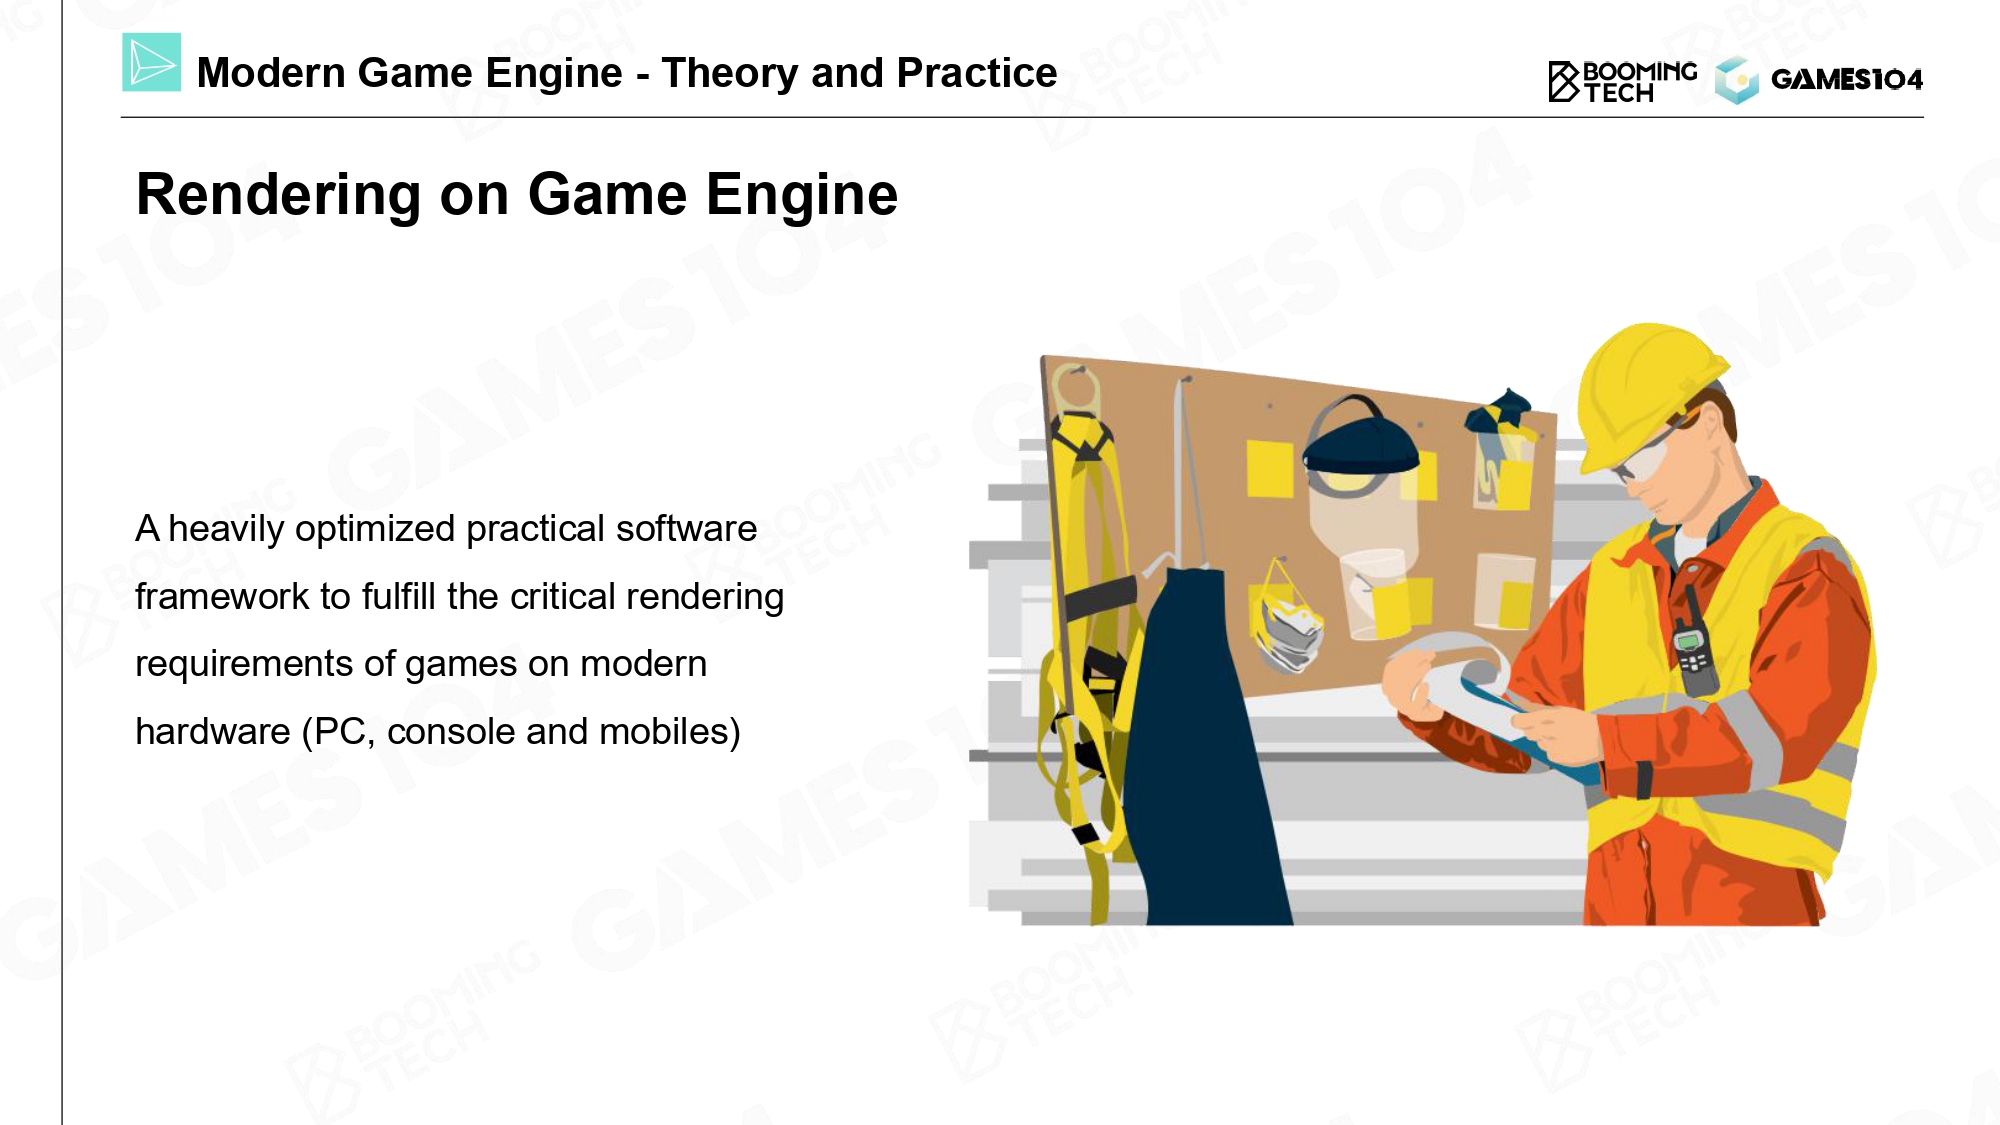 Modern Game Engine - Theory and Practice
BOOMING
TECH
GAMES104
Rendering on Game Engine
A heavily optimized practical software
framework to fulfill the critical rendering
requirements of games on modern
hardware (PC, console and mobiles)